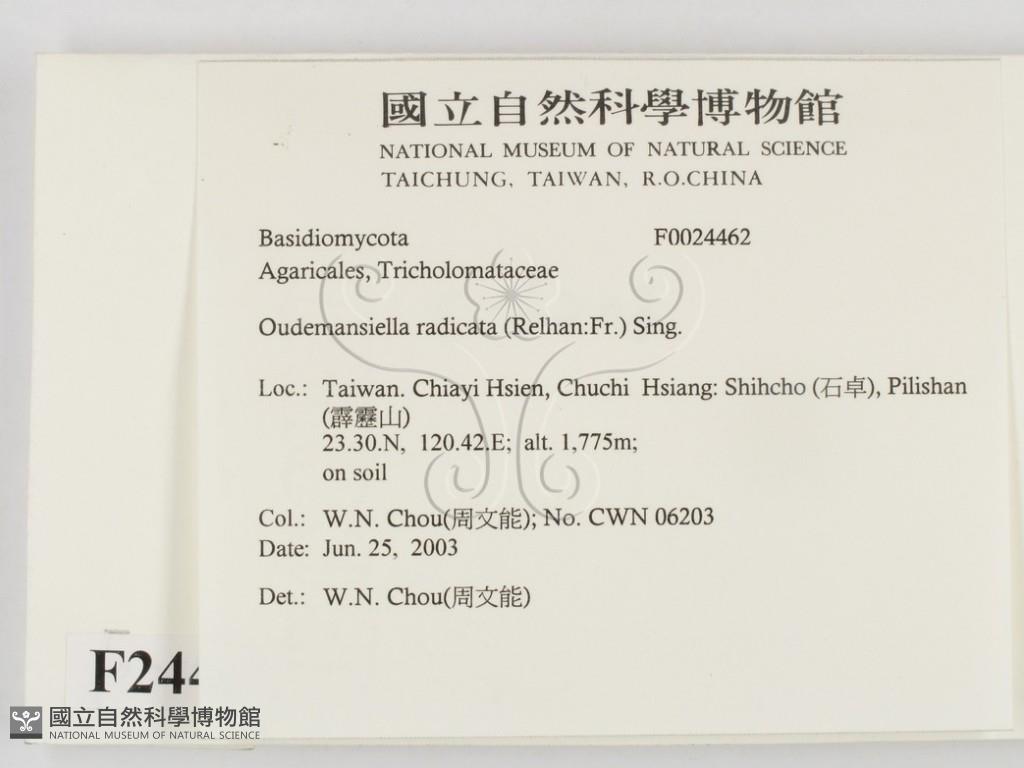 國立自然科學博物館
NATIONAL MUSEUM OF NATURAL SCIENCE
TAICHUNG, TAIWAN, R.O.CHINA
Basidiomycota F0024462
Agaricales, Tricholomataceae
Oudemansiella radicata (Relhan:Fr.) Sing.
Loc.: Taiwan. Chiayi Hsien, Chuchi Hsiang: Shihcho (石卓), Pilishan
(霹靂山)
23.30.N, 120.42.E; alt. 1,775m;
on soil
Col.: W.N. Chou(周文能); No. CWN 06203
Date: Jun. 25, 2003
Det.: W.N. Chou(周文能)
F244
國立自然科學博物館
NATIONAL MUSEUM OF NATURAL SCIENCE